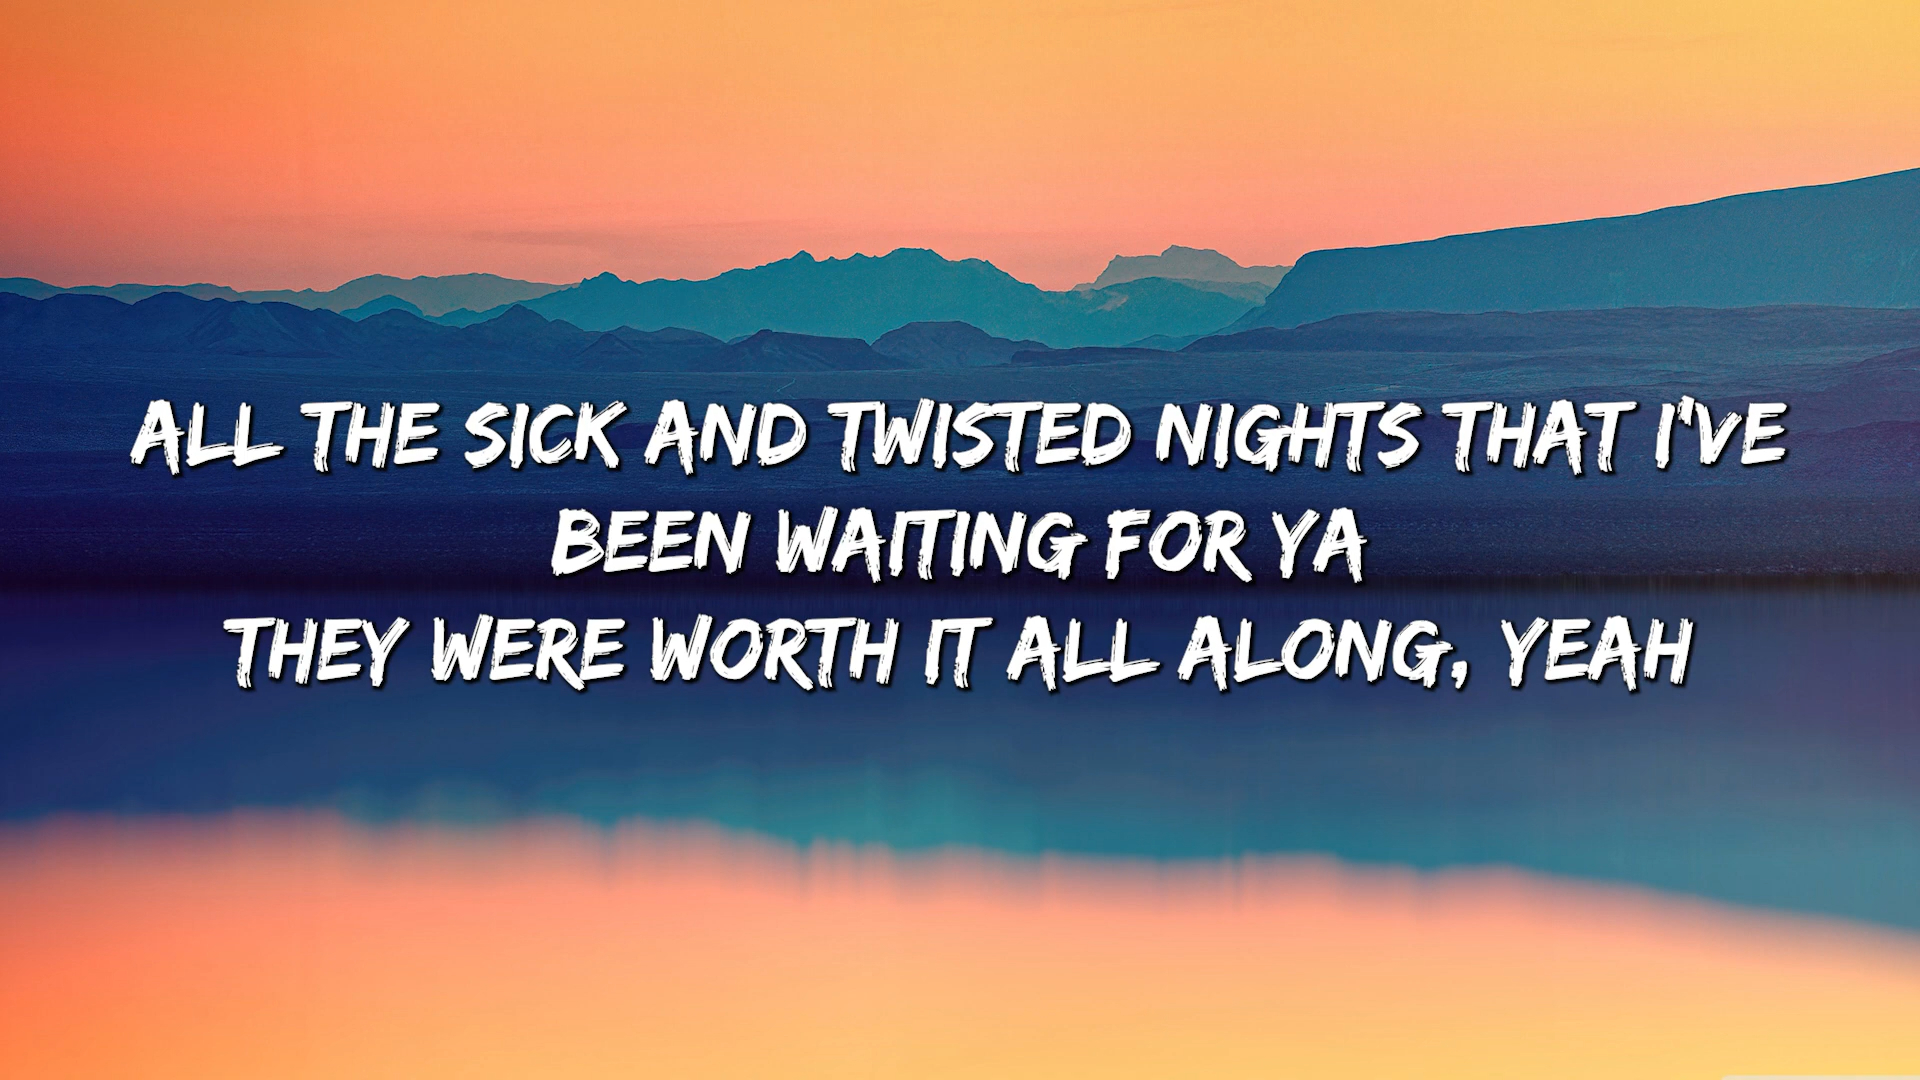 ALL THE SICK AND TWISTED NIGHTS THAT I'VE
BEEN WAITING FOR YA
THEY WERE WORTH IT ALL ALONG, YEAH